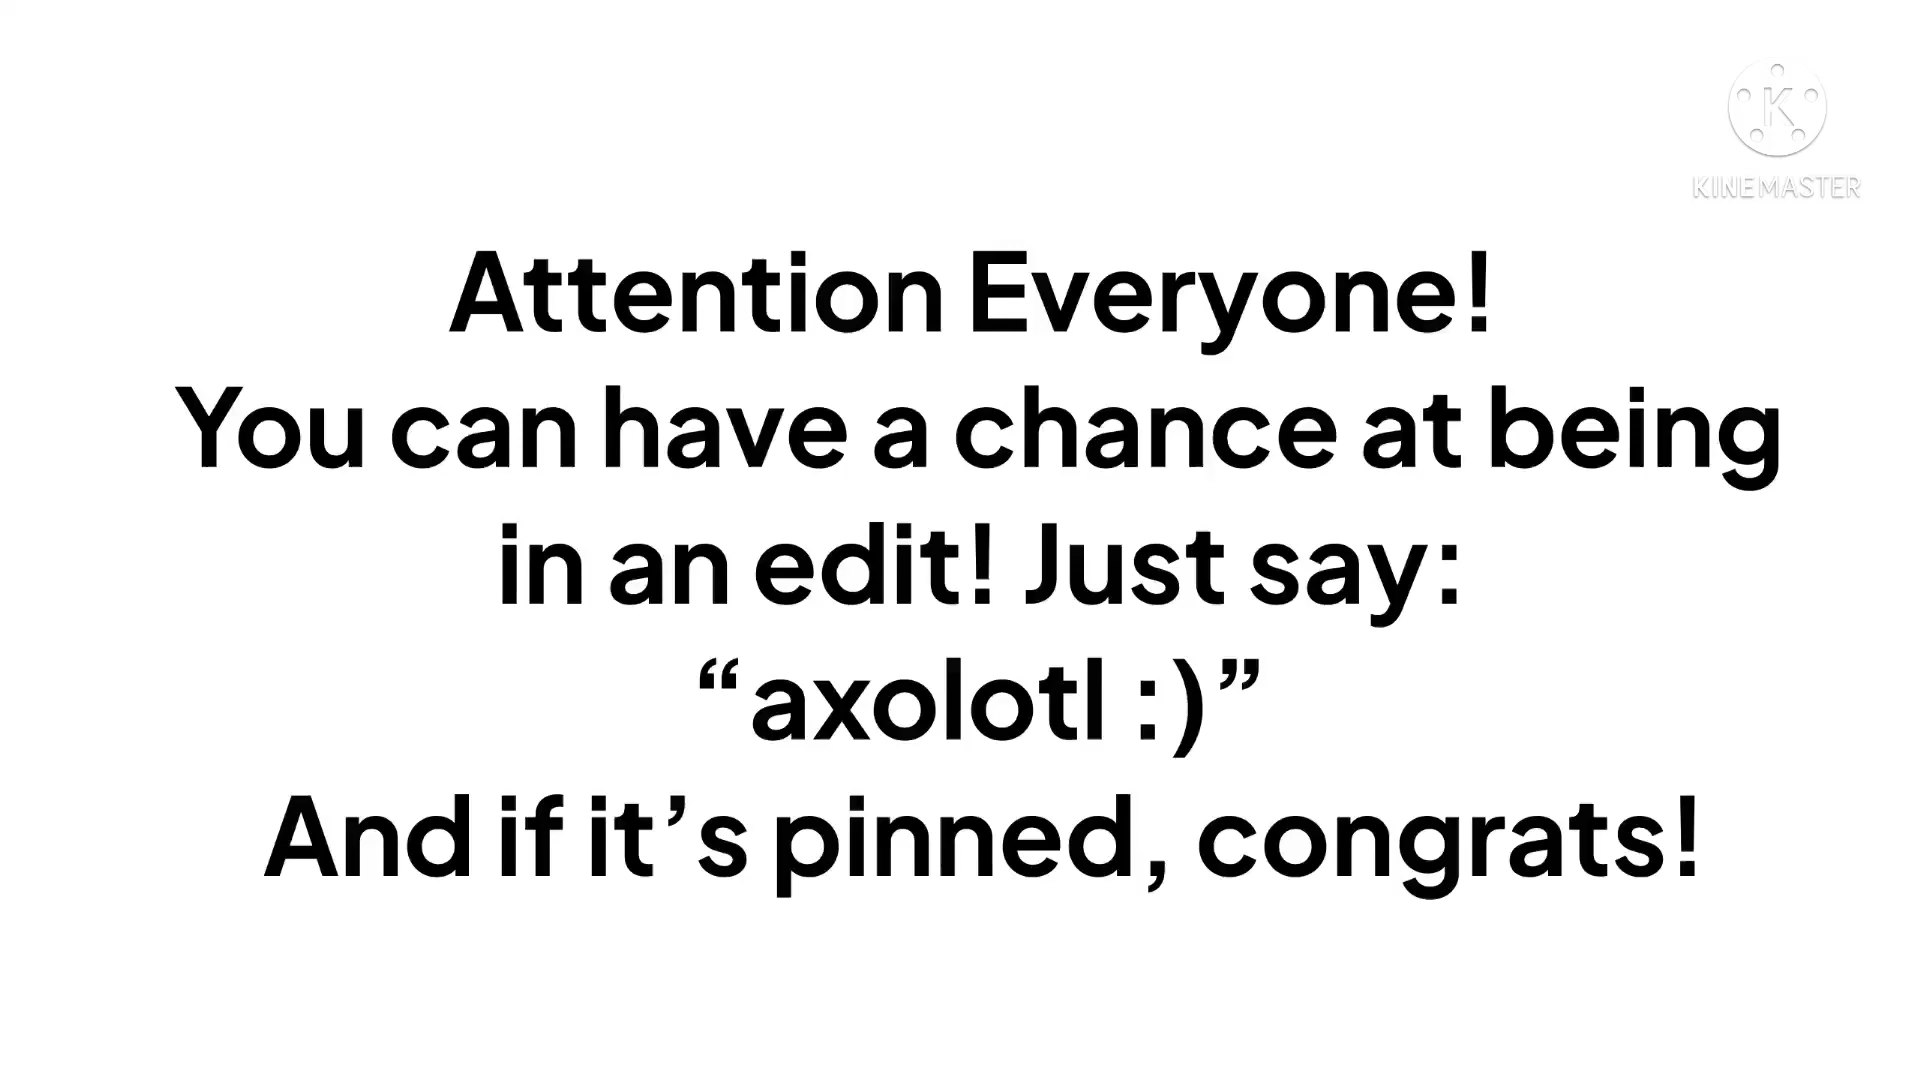 KINEMASTER
Attention Everyone!
You can have a chance at being
in an edit! Just say:
“axolotl :)”
And if it’s pinned, congrats!